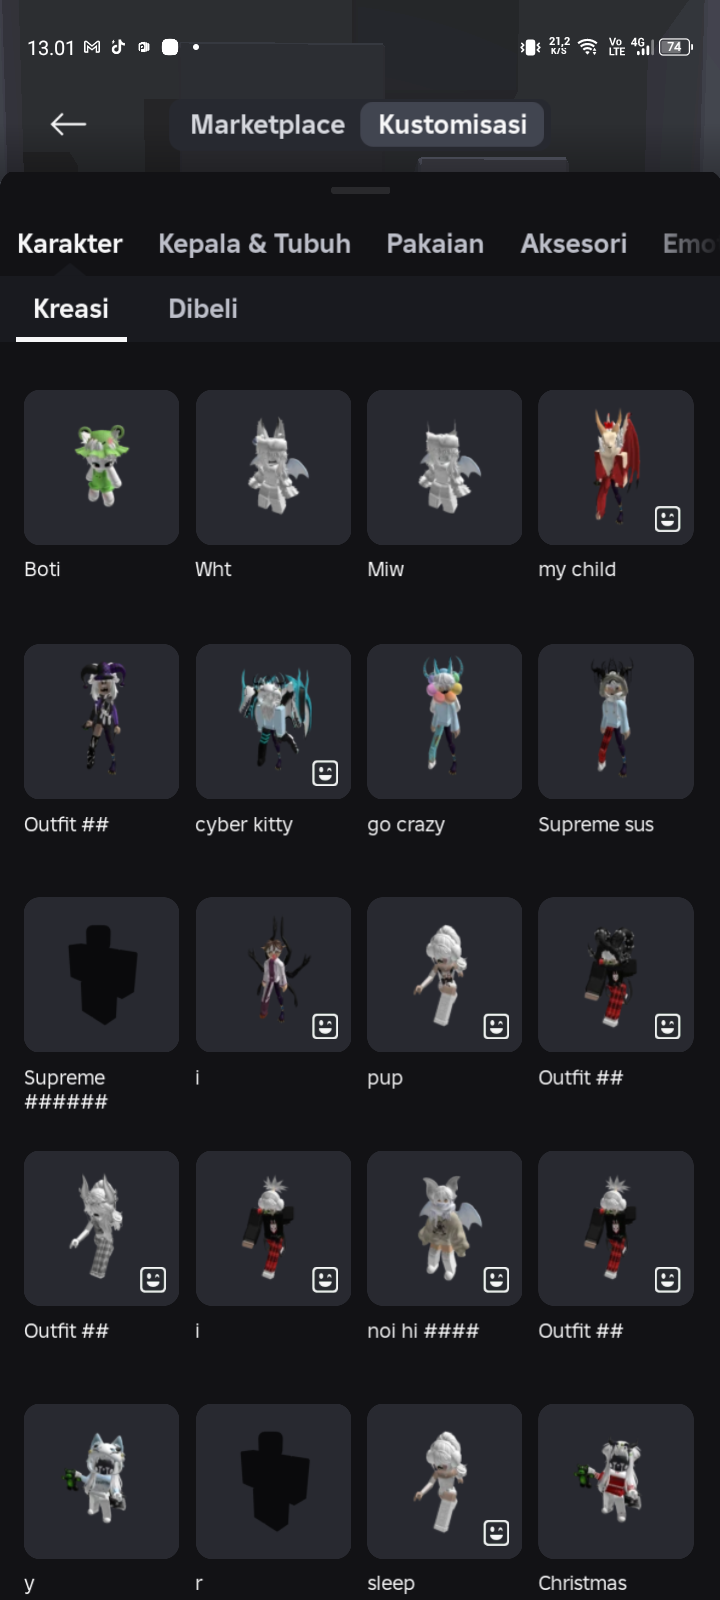 13.01
21,2 K/S
Vo LTE
4G
74
Marketplace
Kustomisasi
Karakter
Kepala & Tubuh
Pakaian
Aksesori
Emo
Kreasi
Dibeli
Boti
Wht
Miw
my child
Outfit ##
cyber kitty
go crazy
Supreme sus
Supreme
######
i
pup
Outfit ##
Outfit ##
i
noi hi ####
Outfit ##
y
r
sleep
Christmas